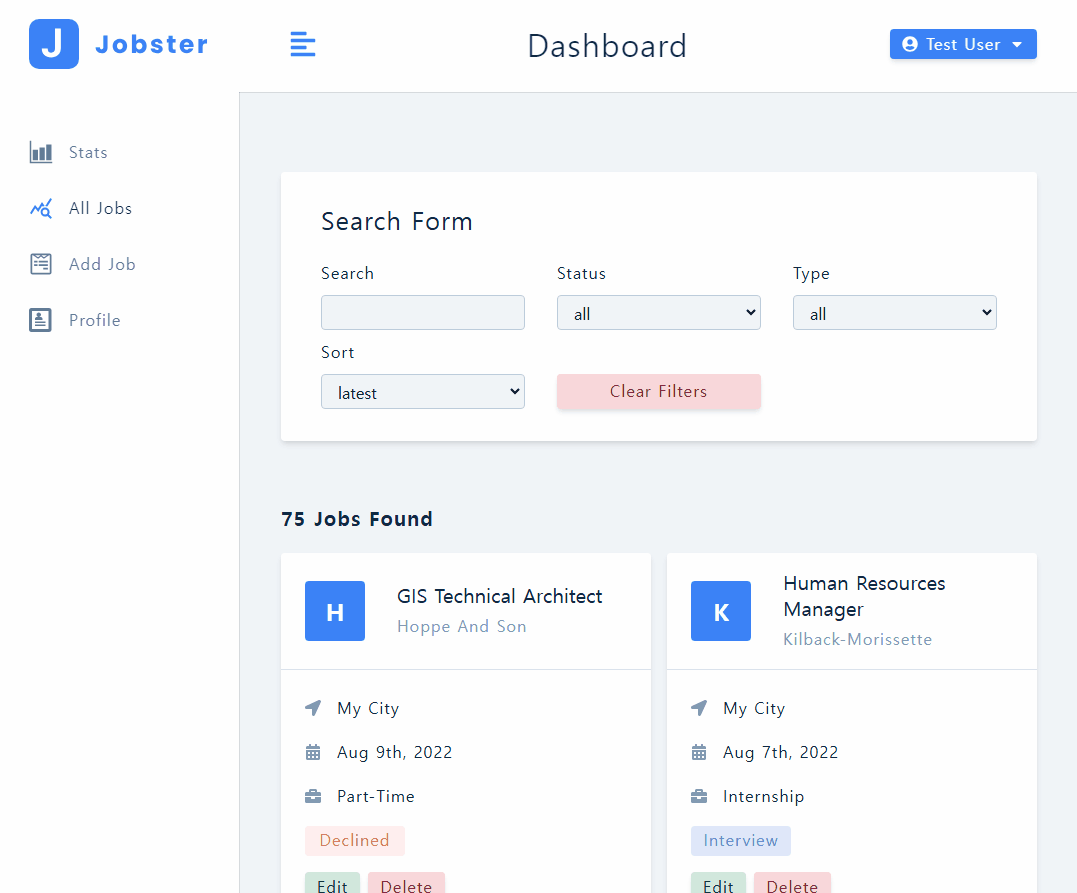 J Jobster
Dashboard
Test User
Stats
All Jobs
Add Job
Profile
Search Form
Search Status Type
all all
Sort
latest Clear Filters
75 Jobs Found
H
GIS Technical Architect
Hoppe And Son
My City
Aug 9th, 2022
Part-Time
Declined
Edit Delete
K
Human Resources
Manager
Kilback-Morissette
My City
Aug 7th, 2022
Internship
Interview
Edit Delete